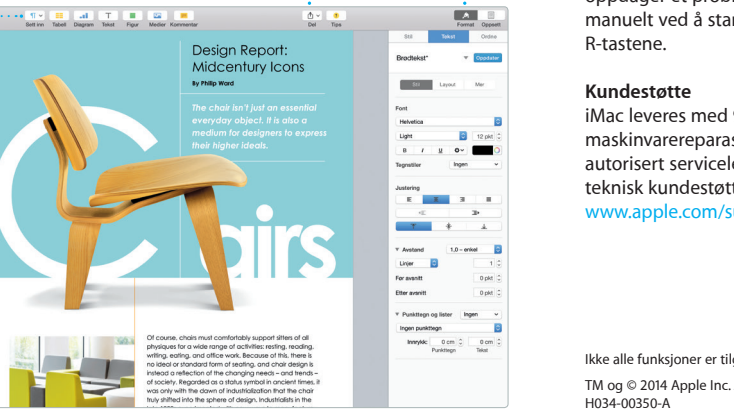 Sett inn Tabell Diagram Tekst Figur Medier Kommentar Del Tips Format Oppsett
Design Report:
Midcentury Icons
By Philip Ward
The chair isn't just an essential
everyday object. It is also a
medium for designers to express
their higher ideals.
Chairs
Of course, chairs must comfortably support sitters of all
physiques for a wide range of activities: resting, reading,
writing, eating, and office work. Because of this, there is
no ideal or standard form of seating, and chair design is
instead a reflection of the changing needs – and trends –
of society. Regarded as a status symbol in ancient times, it
was only with the dawn of industrialization that the chair
truly shifted into the sphere of design. Industrialists in the
Stil Tekst Ordne
Brødtekst* Oppdater
Stil Layout Mer
Font
Helvetica
Light 12 pkt
B I U
Tegnstiler Ingen
Justering
Avstand 1,0 – enkel
Linjer 1
Før avsnitt 0 pkt
Etter avsnitt 0 pkt
Punkttegn og lister Ingen
Ingen punkttegn
Innrykk: 0 cm 0 cm
Punkttegn Tekst
manuelt ved å
R-tastene.
Kundestøtte
iMac leveres med
autorisert
teknisk
www.apple.com/
Ikke alle funksjoner er
TM og © 2014 Apple Inc.
H034-00350-A